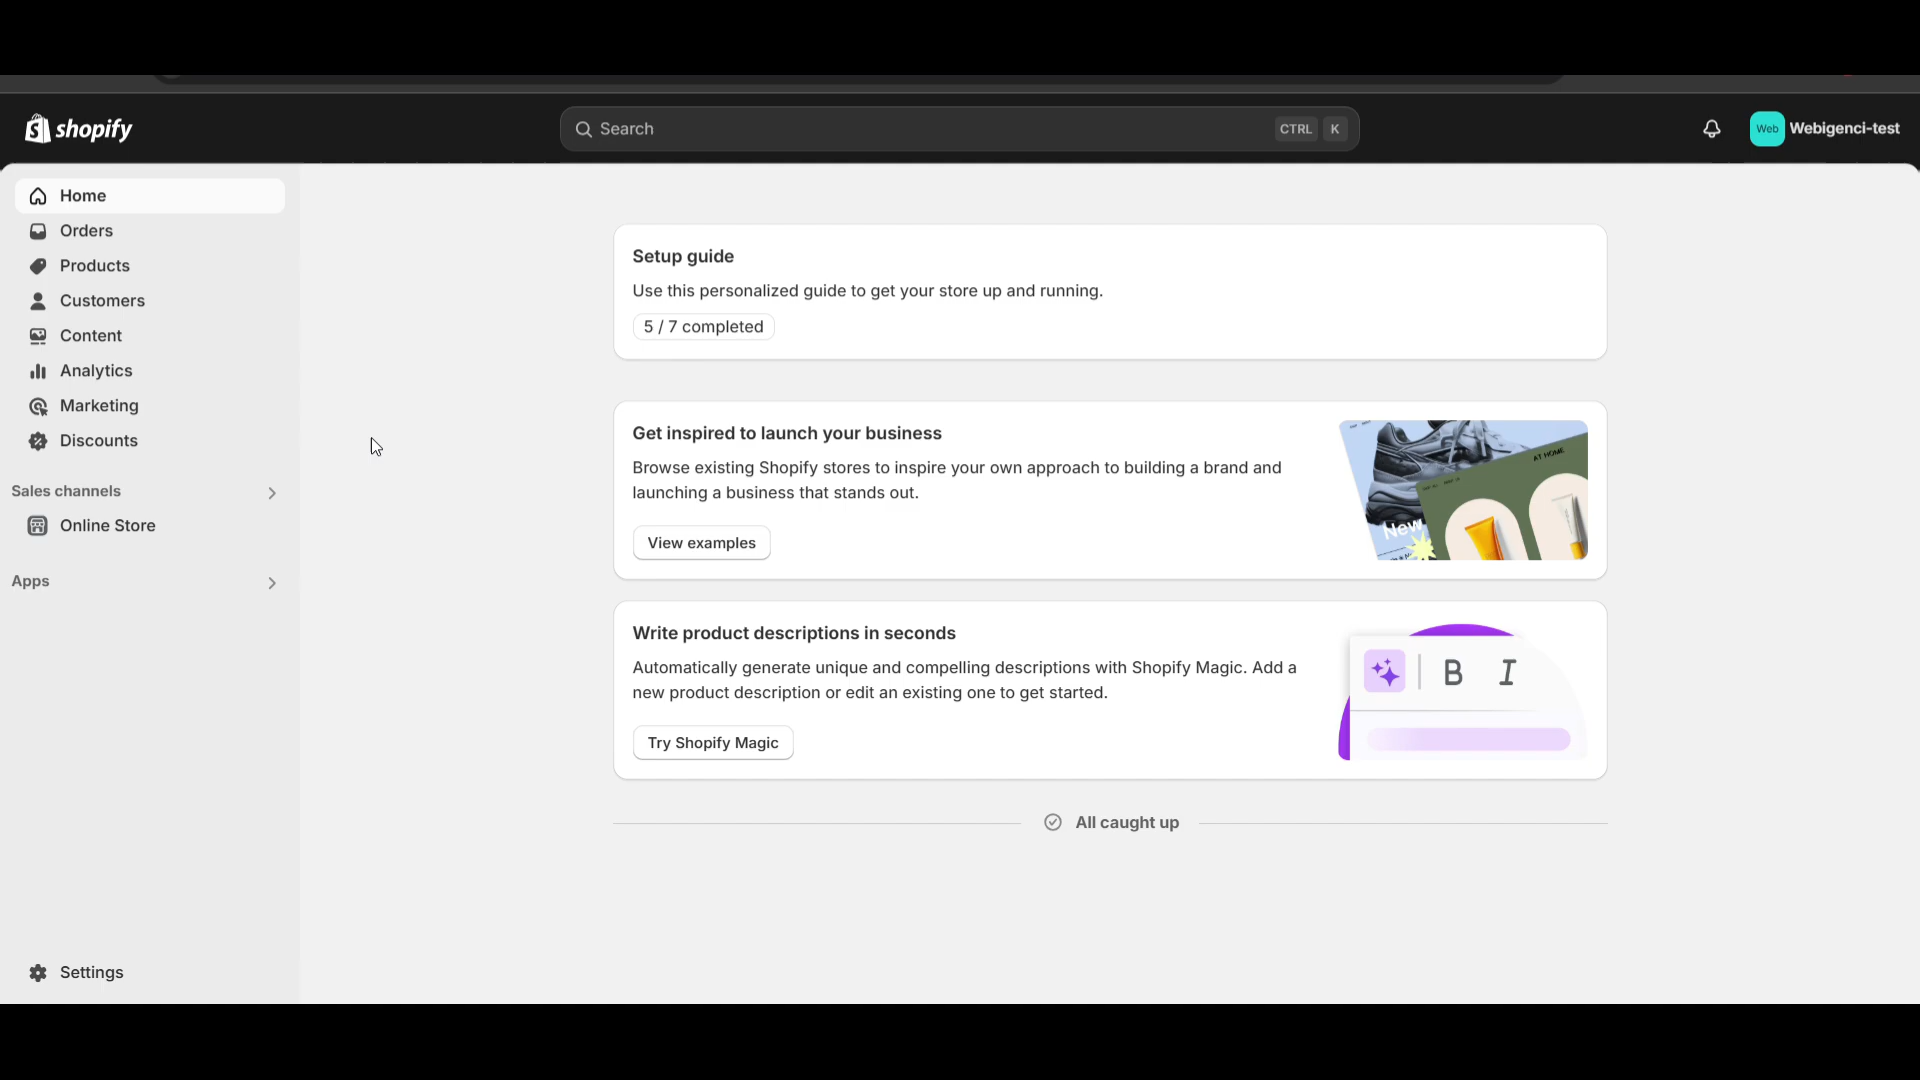 shopify
Search
CTRL K
Web
Webigenci-test
Home
Orders
Products
Customers
Content
Analytics
Marketing
Discounts
Sales channels
Online Store
Apps
Settings
Setup guide
Use this personalized guide to get your store up and running.
5 / 7 completed
Get inspired to launch your business
Browse existing Shopify stores to inspire your own approach to building a brand and
launching a business that stands out.
View examples
AT HOME
New
Write product descriptions in seconds
Automatically generate unique and compelling descriptions with Shopify Magic. Add a
new product description or edit an existing one to get started.
Try Shopify Magic
B I
All caught up